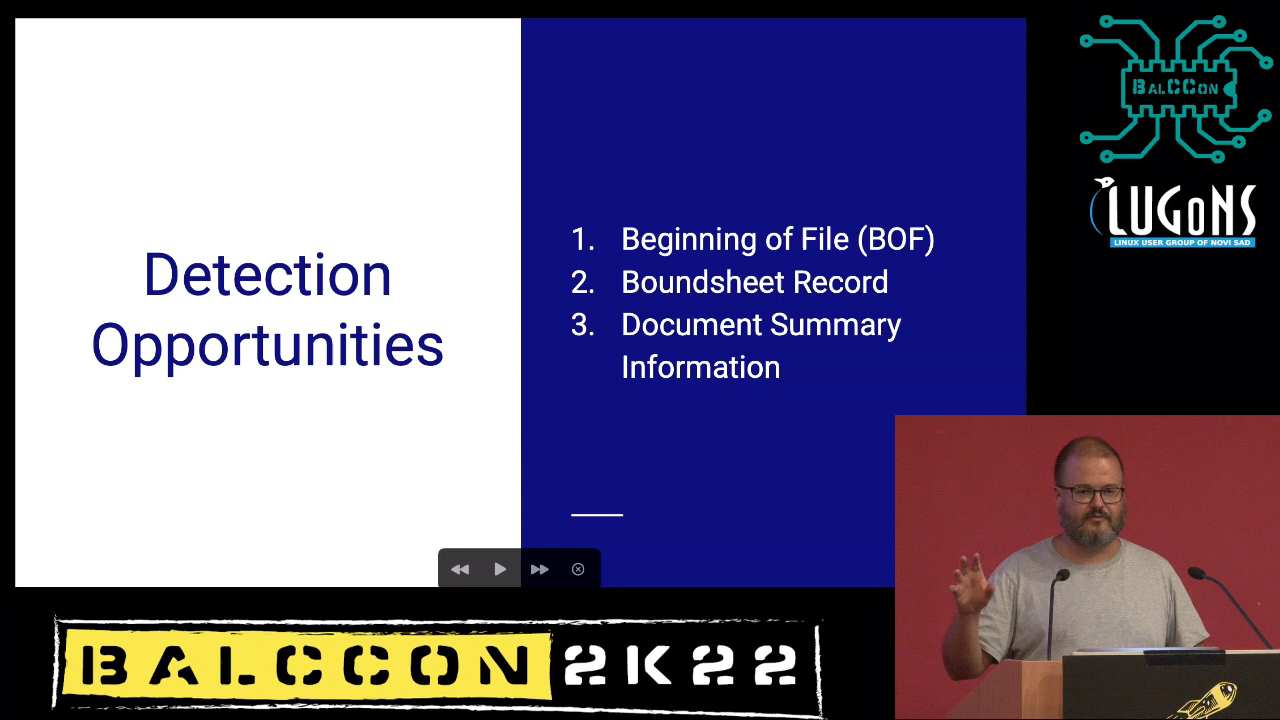 Detection
Opportunities
1. Beginning of File (BOF)
2. Boundsheet Record
3. Document Summary
Information
BALCCON
LUGONS
LINUX USER GROUP OF NOVI SAD
BALCCON 2K22